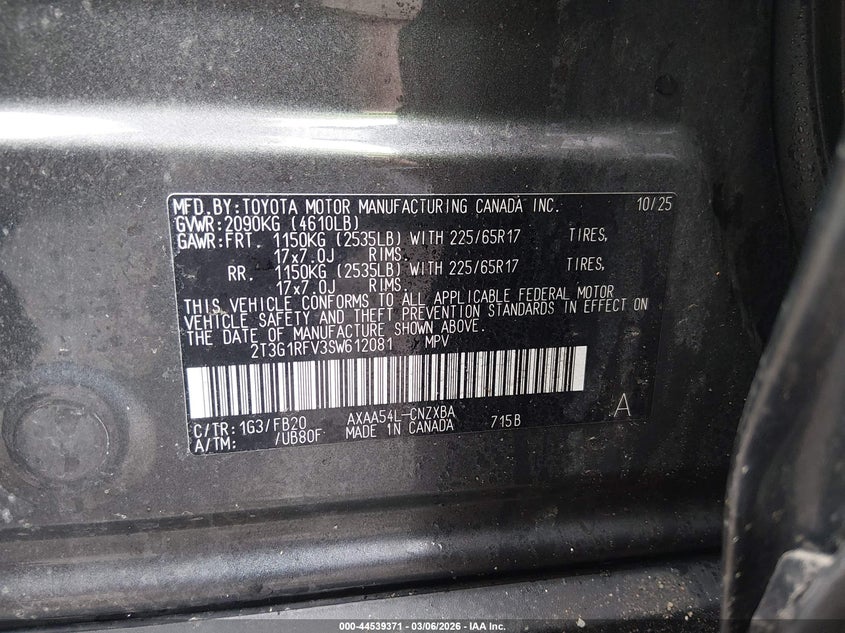 MFD.BY:TOYOTA MOTOR MANUFACTURING CANADA INC. 10/25
GVWR:2090KG (4610LB)
GAWR:FRT. 1150KG (2535LB) WITH 225/65R17 TIRES,
17x7.0J RIMS.
RR. 1150KG (2535LB) WITH 225/65R17 TIRES,
17x7.0J RIMS.
THIS VEHICLE CONFORMS TO ALL APPLICABLE FEDERAL MOTOR
VEHICLE SAFETY AND THEFT PREVENTION STANDARDS IN EFFECT ON
THE DATE OF MANUFACTURE SHOWN ABOVE.
2T3G1RFV3SW612081 MPV
C/TR: 1G3/FB20 AXAA54L-CNZXBA 715B A
A/TM: /UB80F MADE IN CANADA
000-44539371 - 03/06/2026 - IAA Inc.